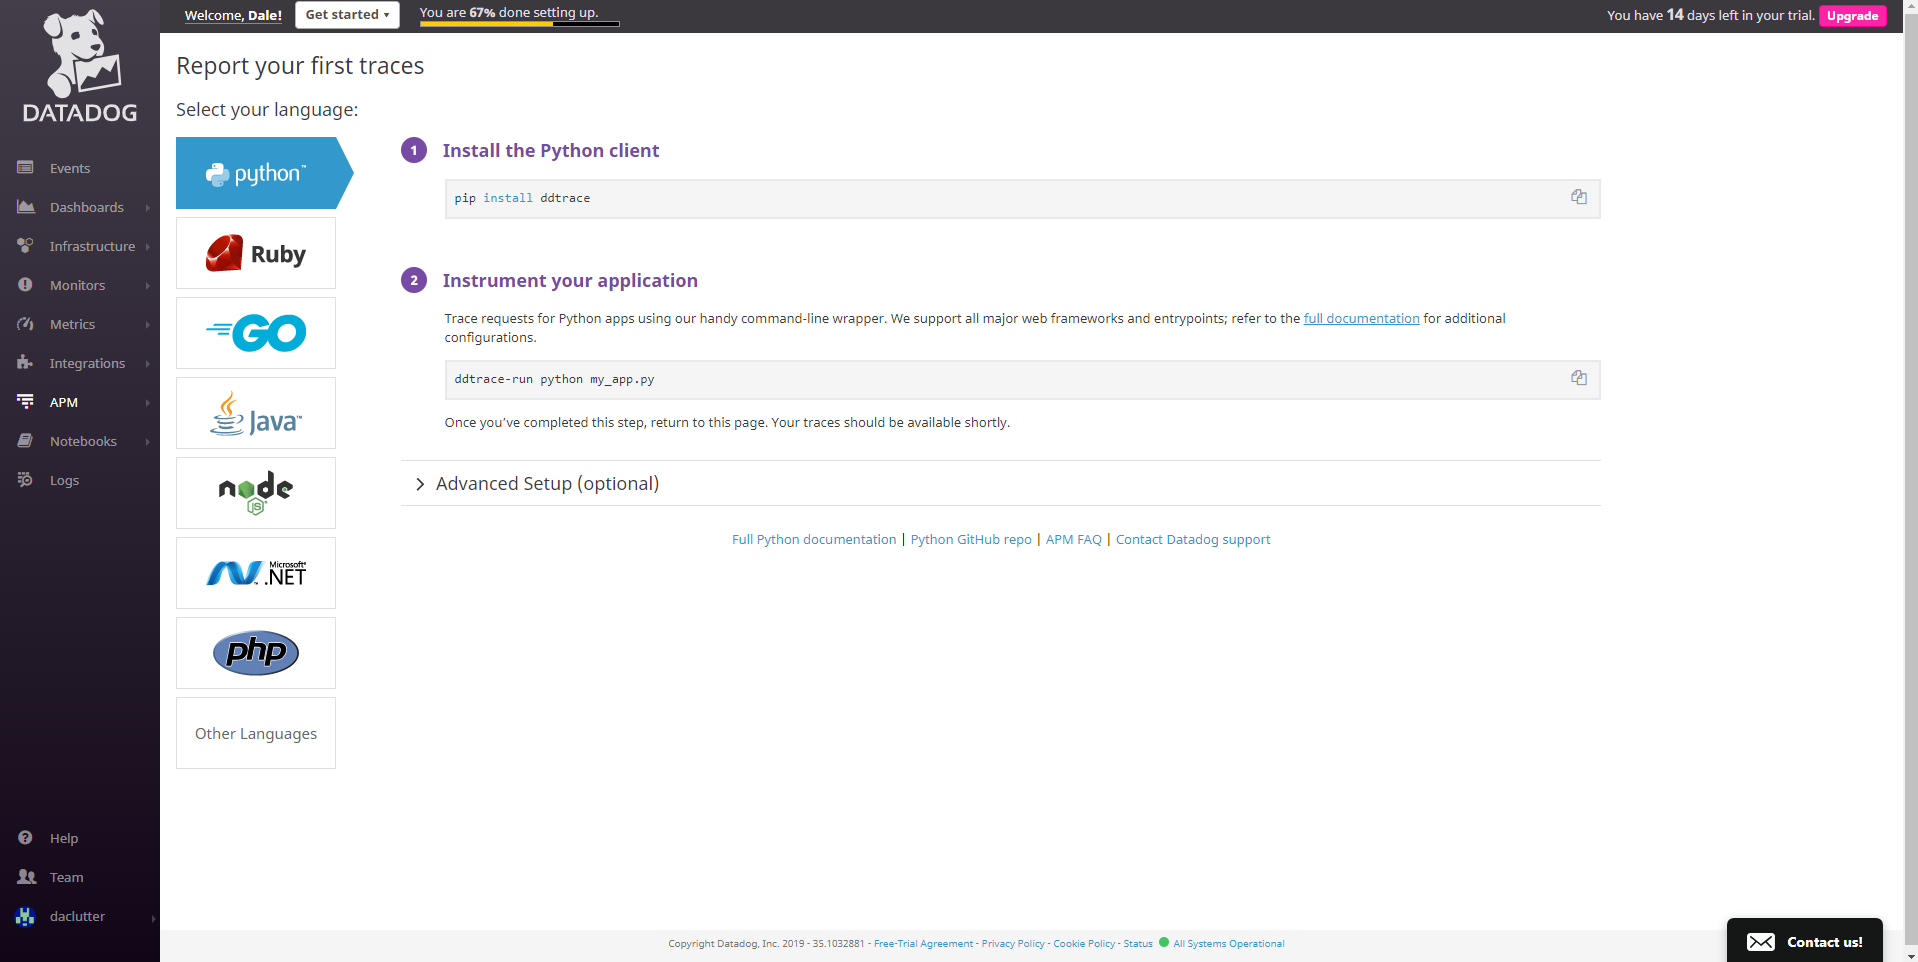 DATADOG
Welcome, Dale!
Get started
You are 67% done setting up.
You have 14 days left in your trial.
Upgrade
Events
Dashboards
Infrastructure
Monitors
Metrics
Integrations
APM
Notebooks
Logs
Help
Team
daclutter
Report your first traces
Select your language:
python™
Ruby
GO
Java™
node
JS
Microsoft®
.NET
php
Other Languages
1 Install the Python client
pip install ddtrace
2 Instrument your application
Trace requests for Python apps using our handy command-line wrapper. We support all major web frameworks and entrypoints; refer to the full documentation for additional
configurations.
ddtrace-run python my_app.py
Once you've completed this step, return to this page. Your traces should be available shortly.
Advanced Setup (optional)
Full Python documentation | Python GitHub repo | APM FAQ | Contact Datadog support
Copyright Datadog, Inc. 2019 - 35.1032881 - Free-Trial Agreement - Privacy Policy - Cookie Policy - Status All Systems Operational
Contact us!